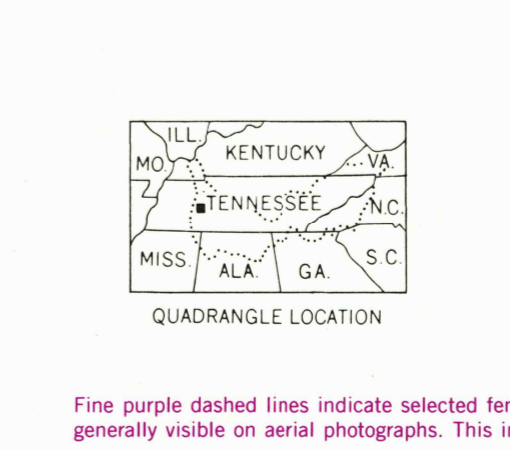 ILL.
KENTUCKY
MO.
VA.
TENNESSEE
N.C.
MISS.
ALA.
GA.
S.C.
QUADRANGLE LOCATION
Fine purple dashed lines indicate selected
generally visible on aerial photographs. This